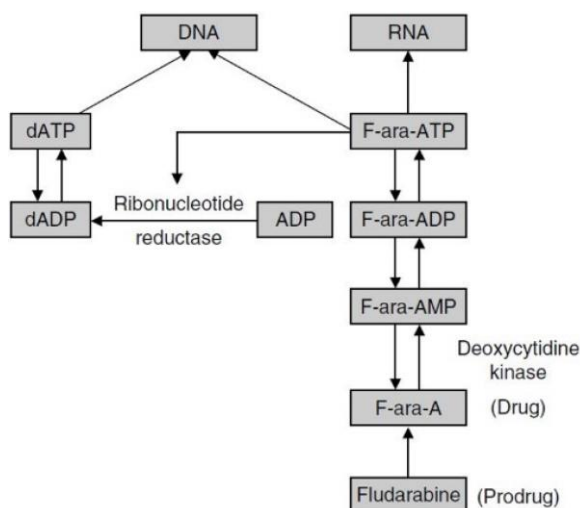 DNA
RNA
dATP
F-ara-ATP
Ribonucleotide
reductase
dADP
ADP
F-ara-ADP
F-ara-AMP
Deoxycytidine
kinase
F-ara-A
(Drug)
Fludarabine
(Prodrug)